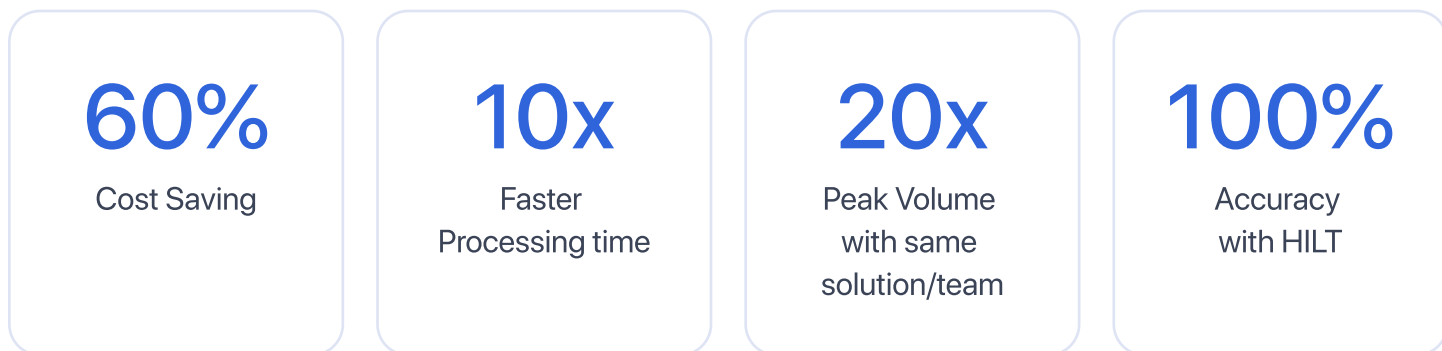 60%
Cost Saving
10x
Faster
Processing time
20x
Peak Volume
with same
solution/team
100%
Accuracy
with HILT